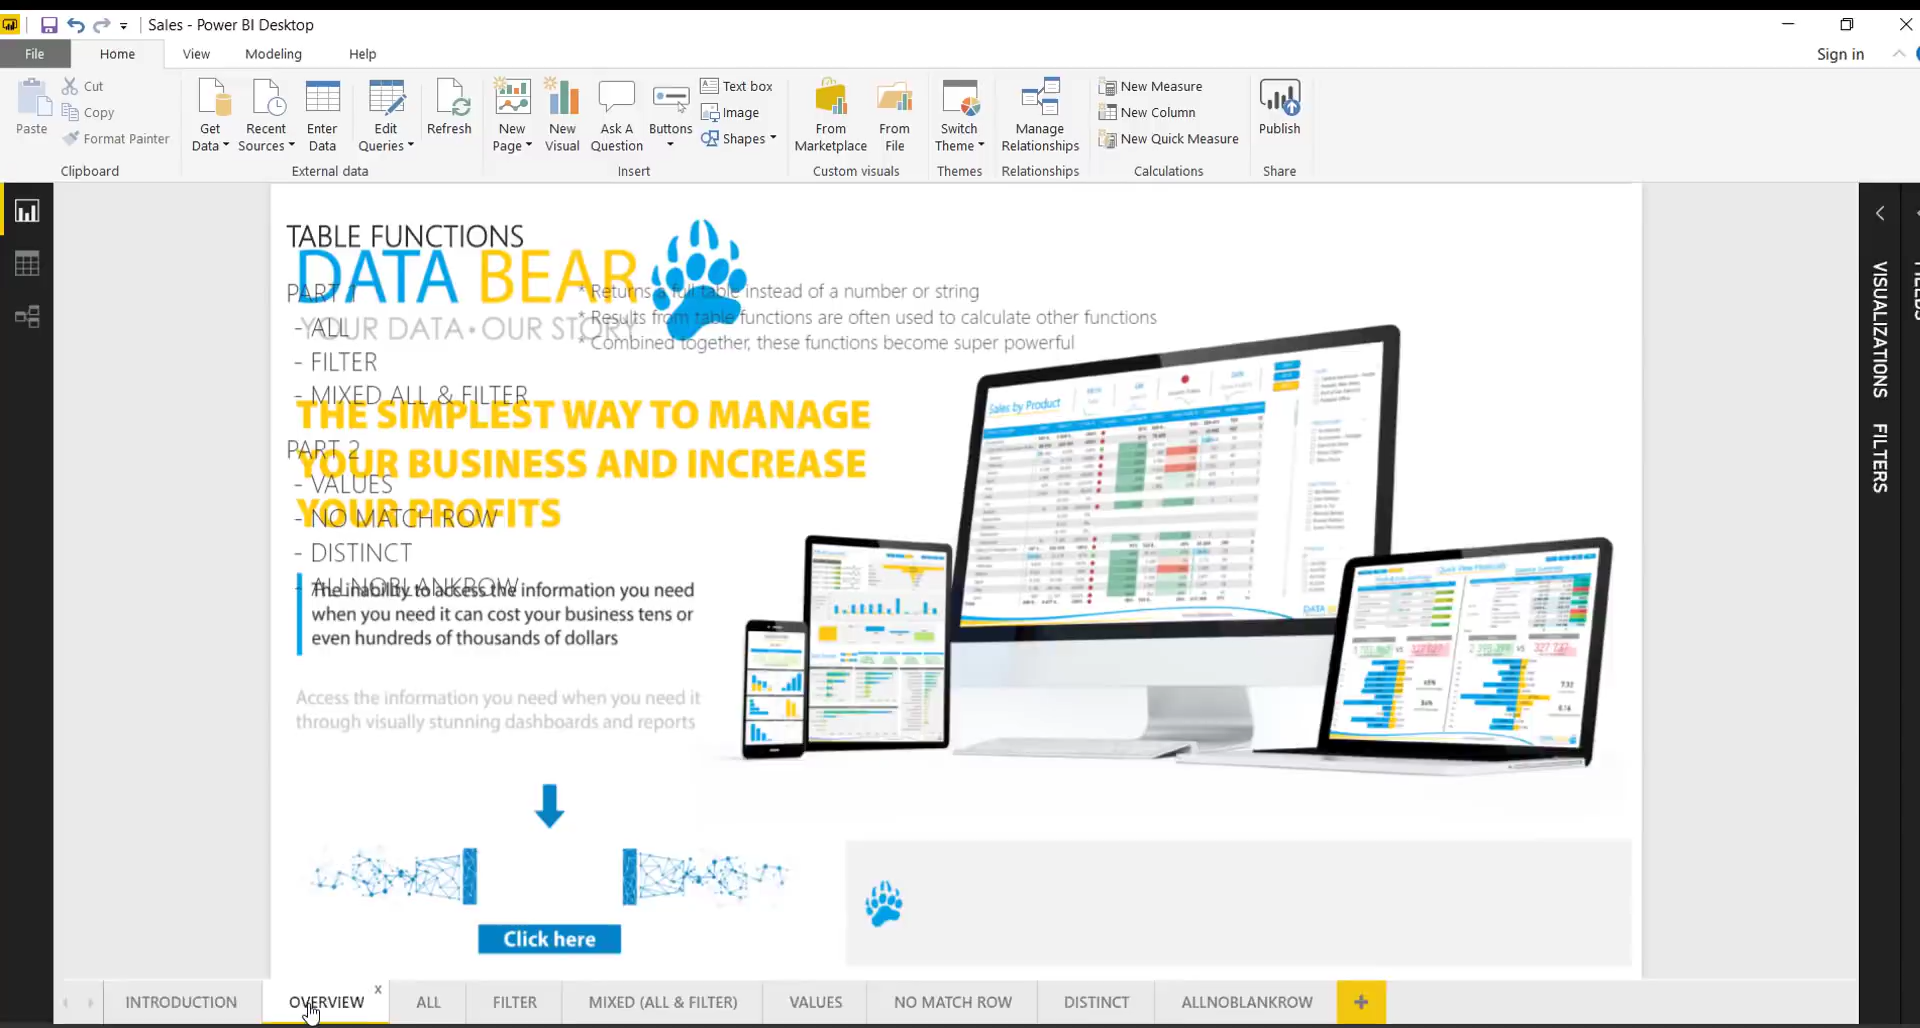 Sales - Power BI Desktop
File Home View Modeling Help Sign in
Paste Cut Copy Format Painter
Clipboard
Get Data Recent Sources Enter Data Edit Queries Refresh
External data
New Page New Visual Ask A Question Buttons Text box Image Shapes
Insert
From Marketplace From File
Custom visuals
Switch Theme
Themes
Manage Relationships
Relationships
New Measure
New Column
New Quick Measure
Calculations
Publish
Share
TABLE FUNCTIONS
DATA BEAR
YOUR DATA • OUR STORY
PART 1
- ALL
- FILTER
- MIXED ALL & FILTER
PART 2
- VALUES
- NO MATCH ROW
- DISTINCT
- ALLNOBLANKROW
* Returns a full table instead of a number or string
* Results from table functions are often used to calculate other functions
* Combined together, these functions become super powerful
THE SIMPLEST WAY TO MANAGE
YOUR BUSINESS AND INCREASE
YOUR PROFITS
The inability to access the information you need
when you need it can cost your business tens or
even hundreds of thousands of dollars
Access the information you need when you need it
through visually stunning dashboards and reports
Sales by Product
Click here
VISUALIZATIONS
FILTERS
INTRODUCTION OVERVIEW x ALL FILTER MIXED (ALL & FILTER) VALUES NO MATCH ROW DISTINCT ALLNOBLANKROW +